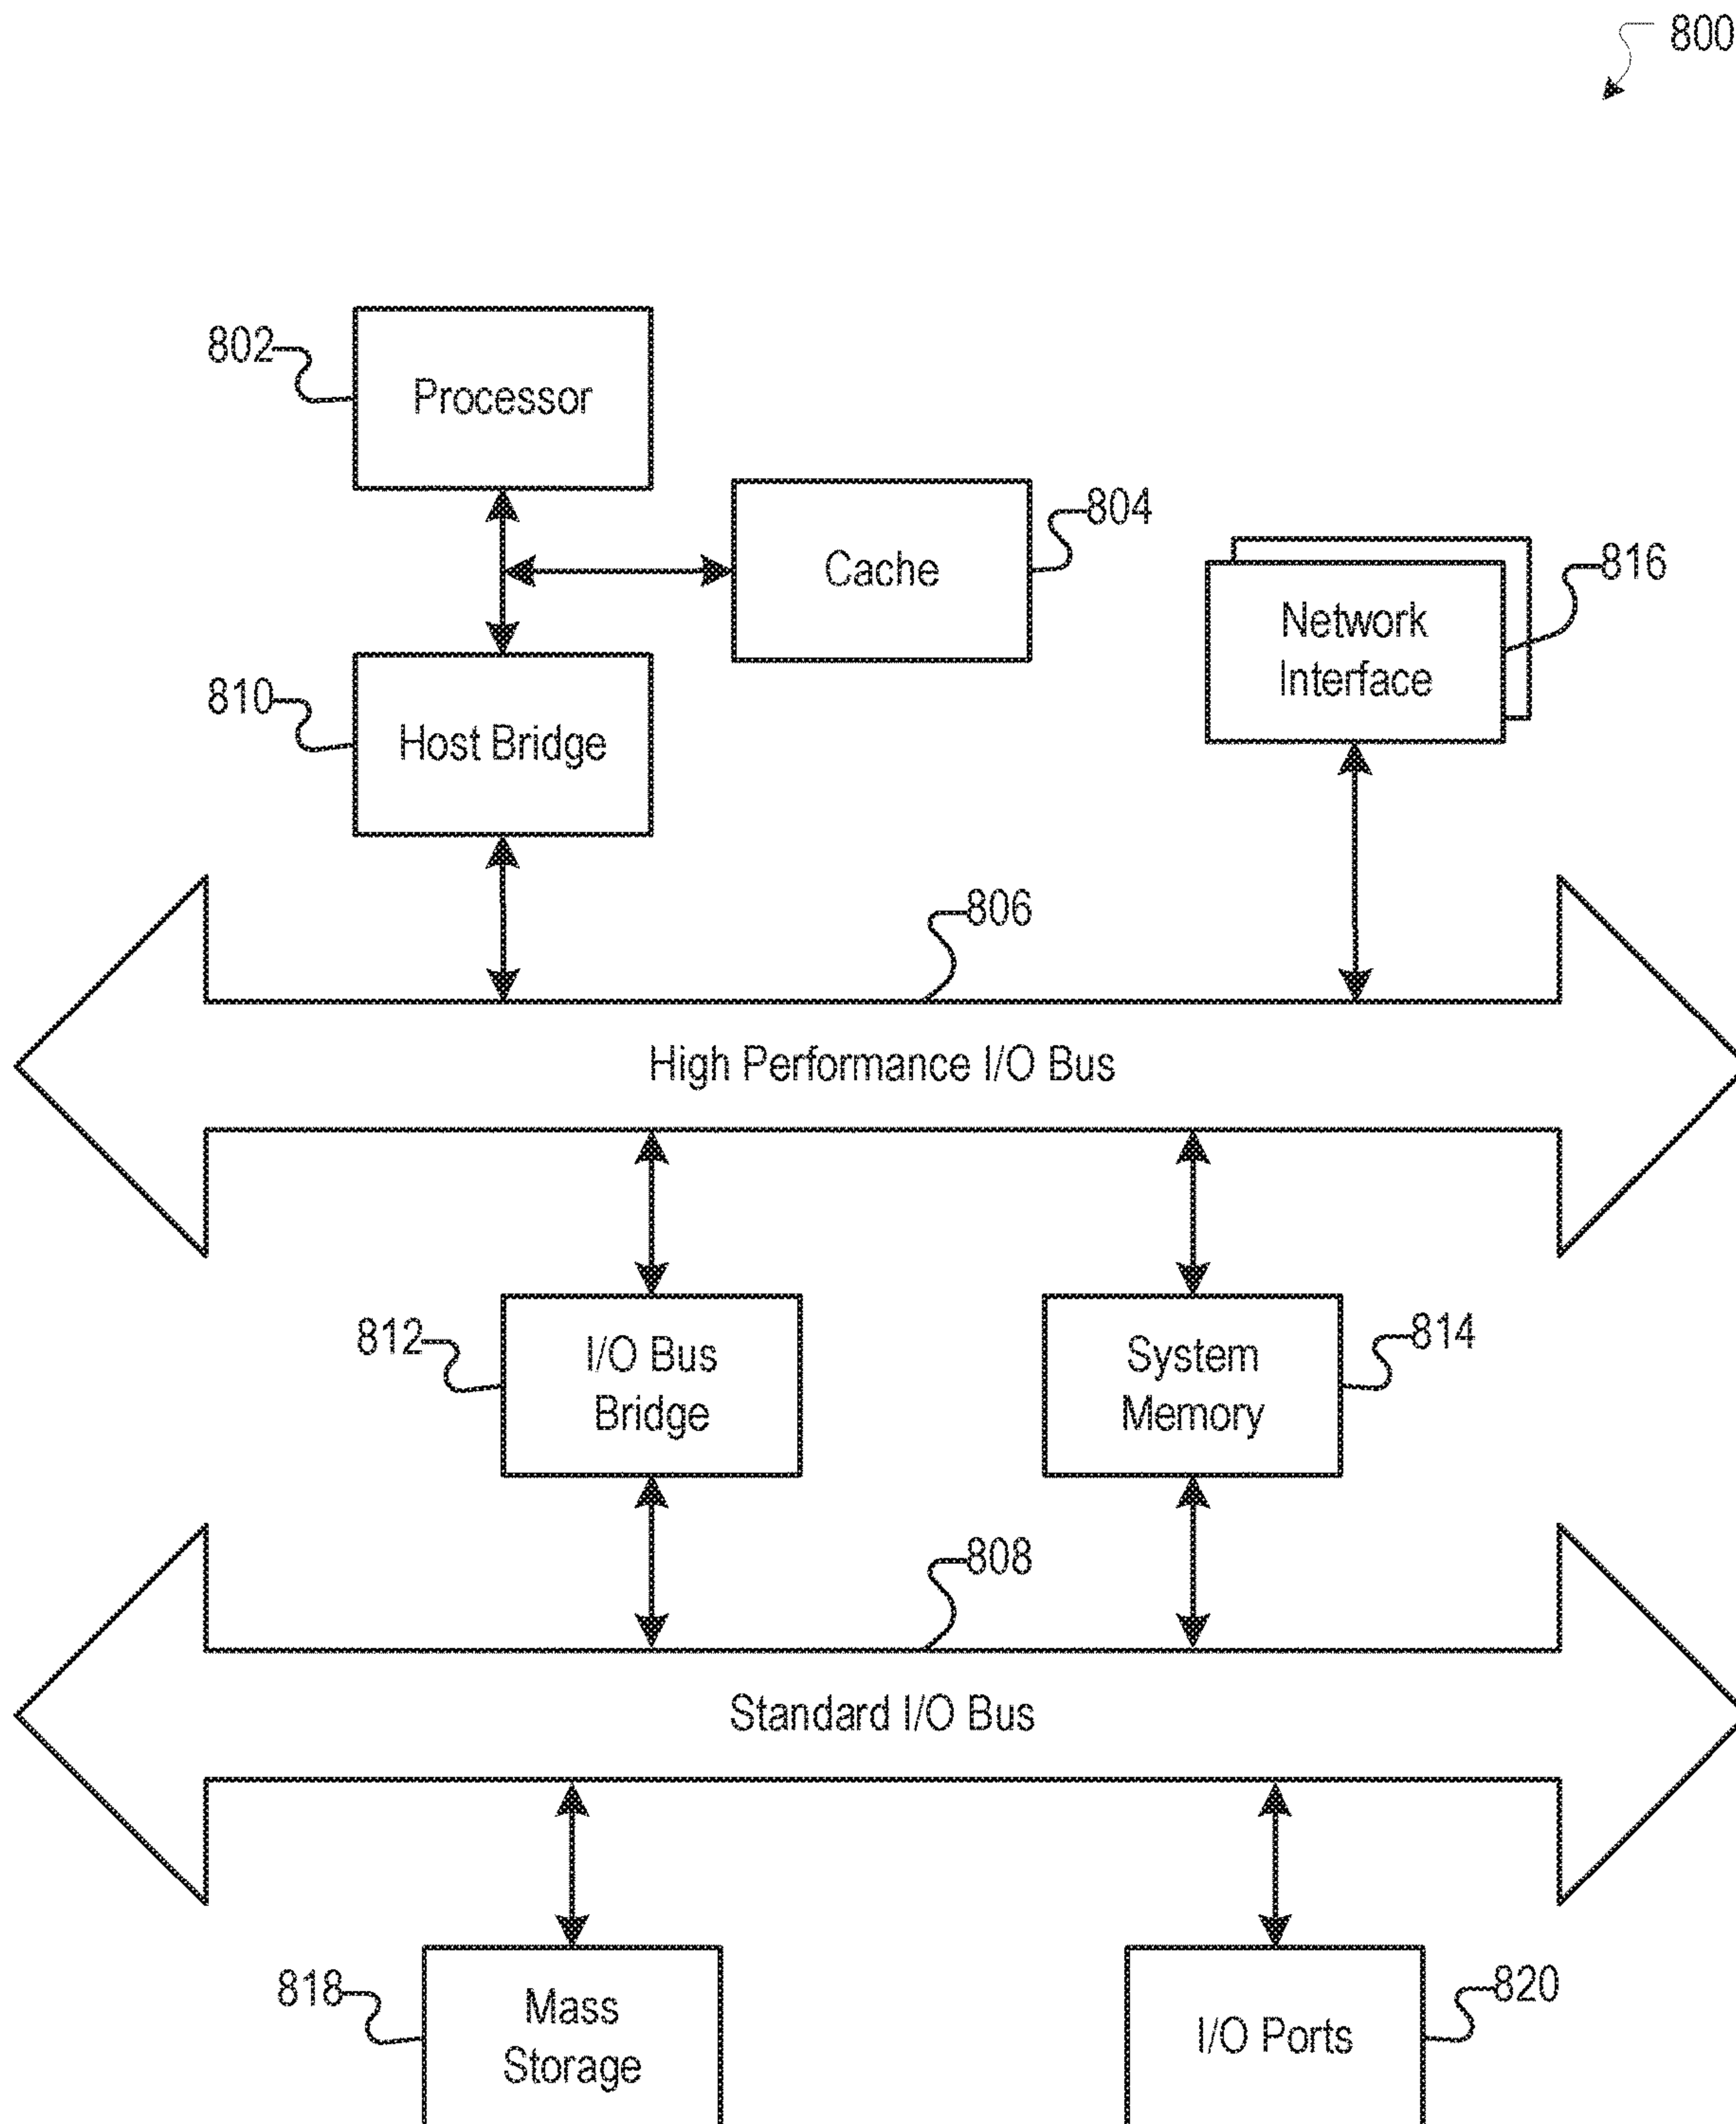 800
802
Processor
804
Cache
816
Network
Interface
810
Host Bridge
806
High Performance I/O Bus
812
I/O Bus
Bridge
814
System
Memory
808
Standard I/O Bus
818
Mass
Storage
820
I/O Ports